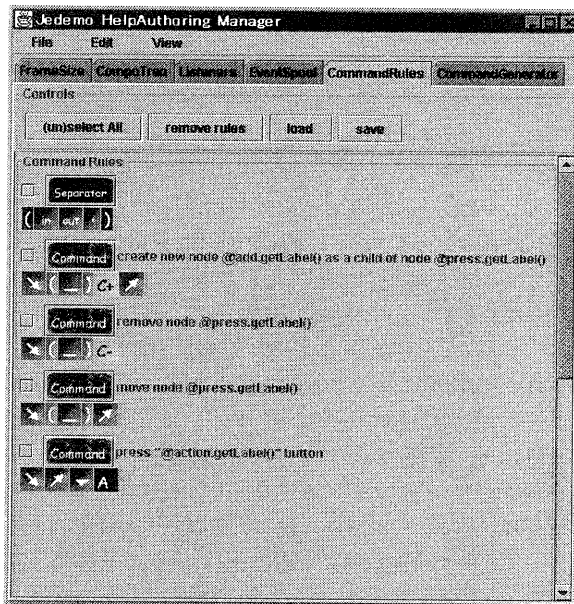 Jedemo HelpAuthoring Manager
File Edit View
FrameSize CompoTree Listeners EventSpool CommandRules CommandGenerator
Controls
(un)select All remove rules load save
Command Rules
Separator
( in out )
Command create new node @add.getLabel() as a child of node @press.getLabel()
( _ ) C+
Command remove node @press.getLabel()
( _ ) C-
Command move node @press.getLabel()
( _ )
Command press "@action.getLabel()" button
A